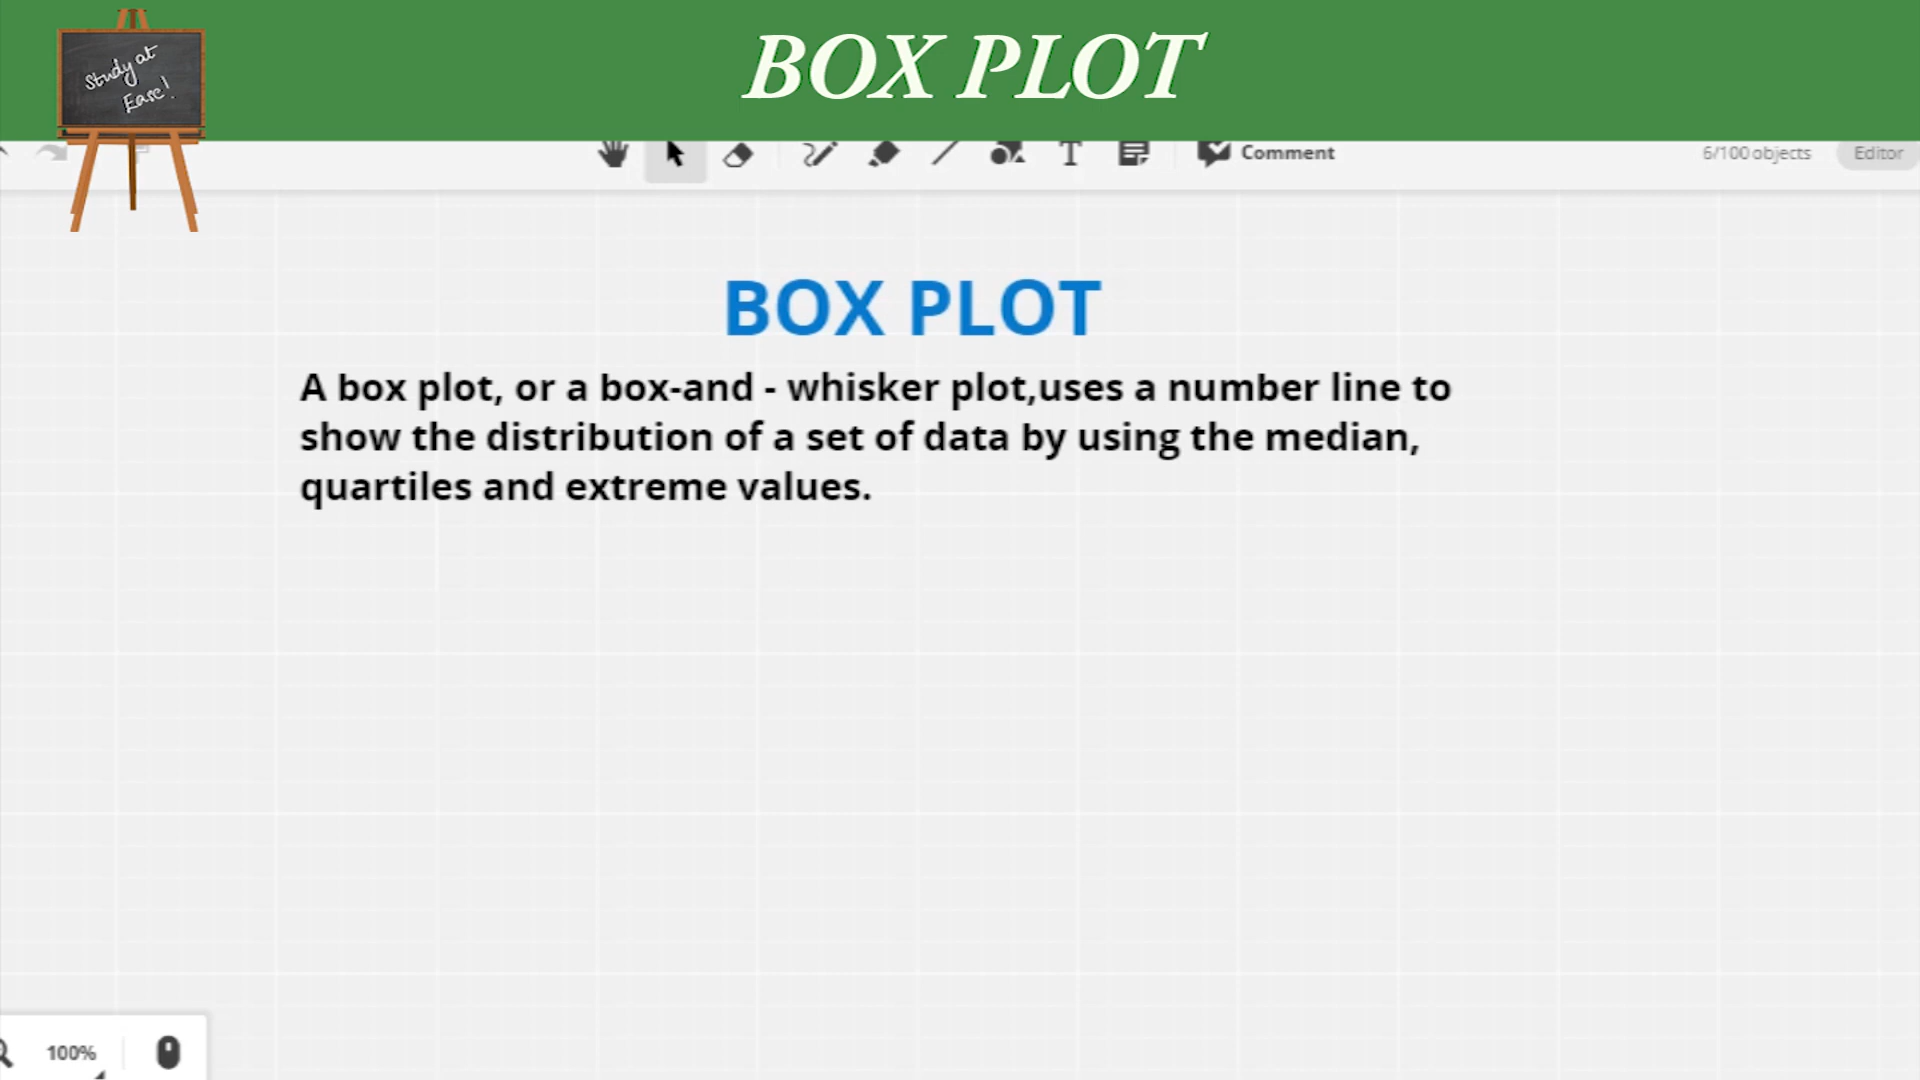 BOX PLOT
Study at
Ease!
Comment
6/100 objects
Editor
BOX PLOT
A box plot, or a box-and - whisker plot,uses a number line to
show the distribution of a set of data by using the median,
quartiles and extreme values.
100%